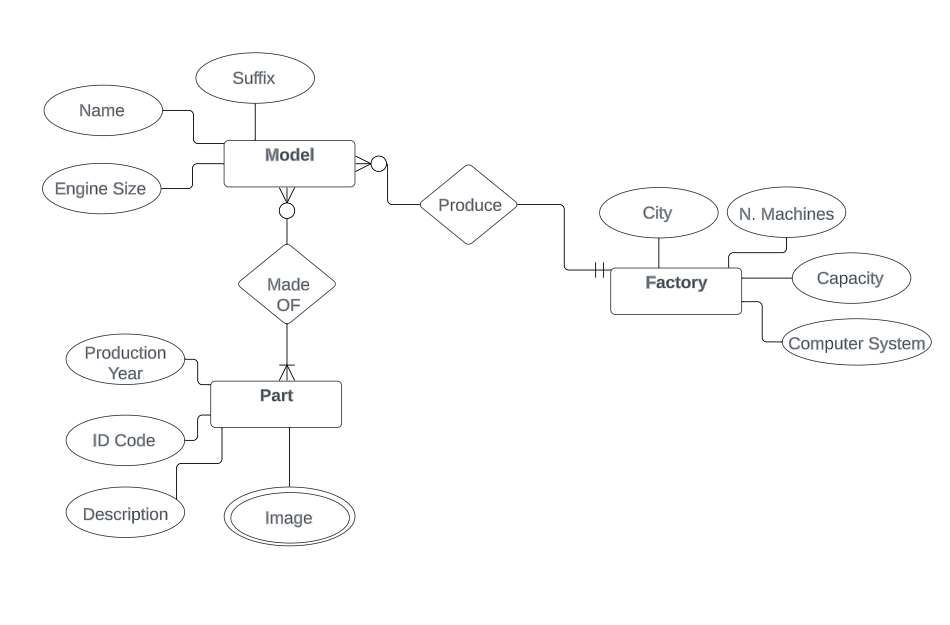 Suffix
Name
Model
Engine Size
Produce
City
N. Machines
Factory
Capacity
Made
OF
Computer System
Production
Year
Part
ID Code
Description
Image